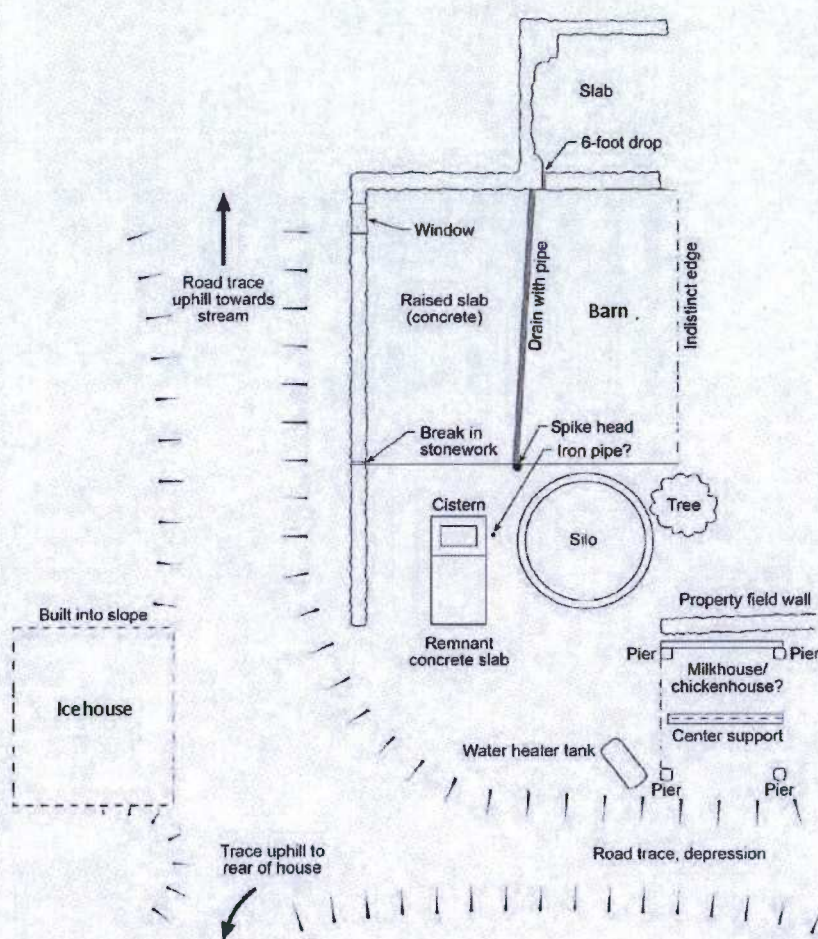 Slab
6-foot drop
Window
Road trace
uphill towards
stream
Raised slab
(concrete)
Drain with pipe
Barn
Indistinct edge
Break in
stonework
Spike head
Iron pipe?
Cistern
Silo
Tree
Built into slope
Property field wall
Remnant
concrete slab
Pier
Pier
Milkhouse/
chickenhouse?
Icehouse
Center support
Water heater tank
Pier
Pier
Trace uphill to
rear of house
Road trace, depression